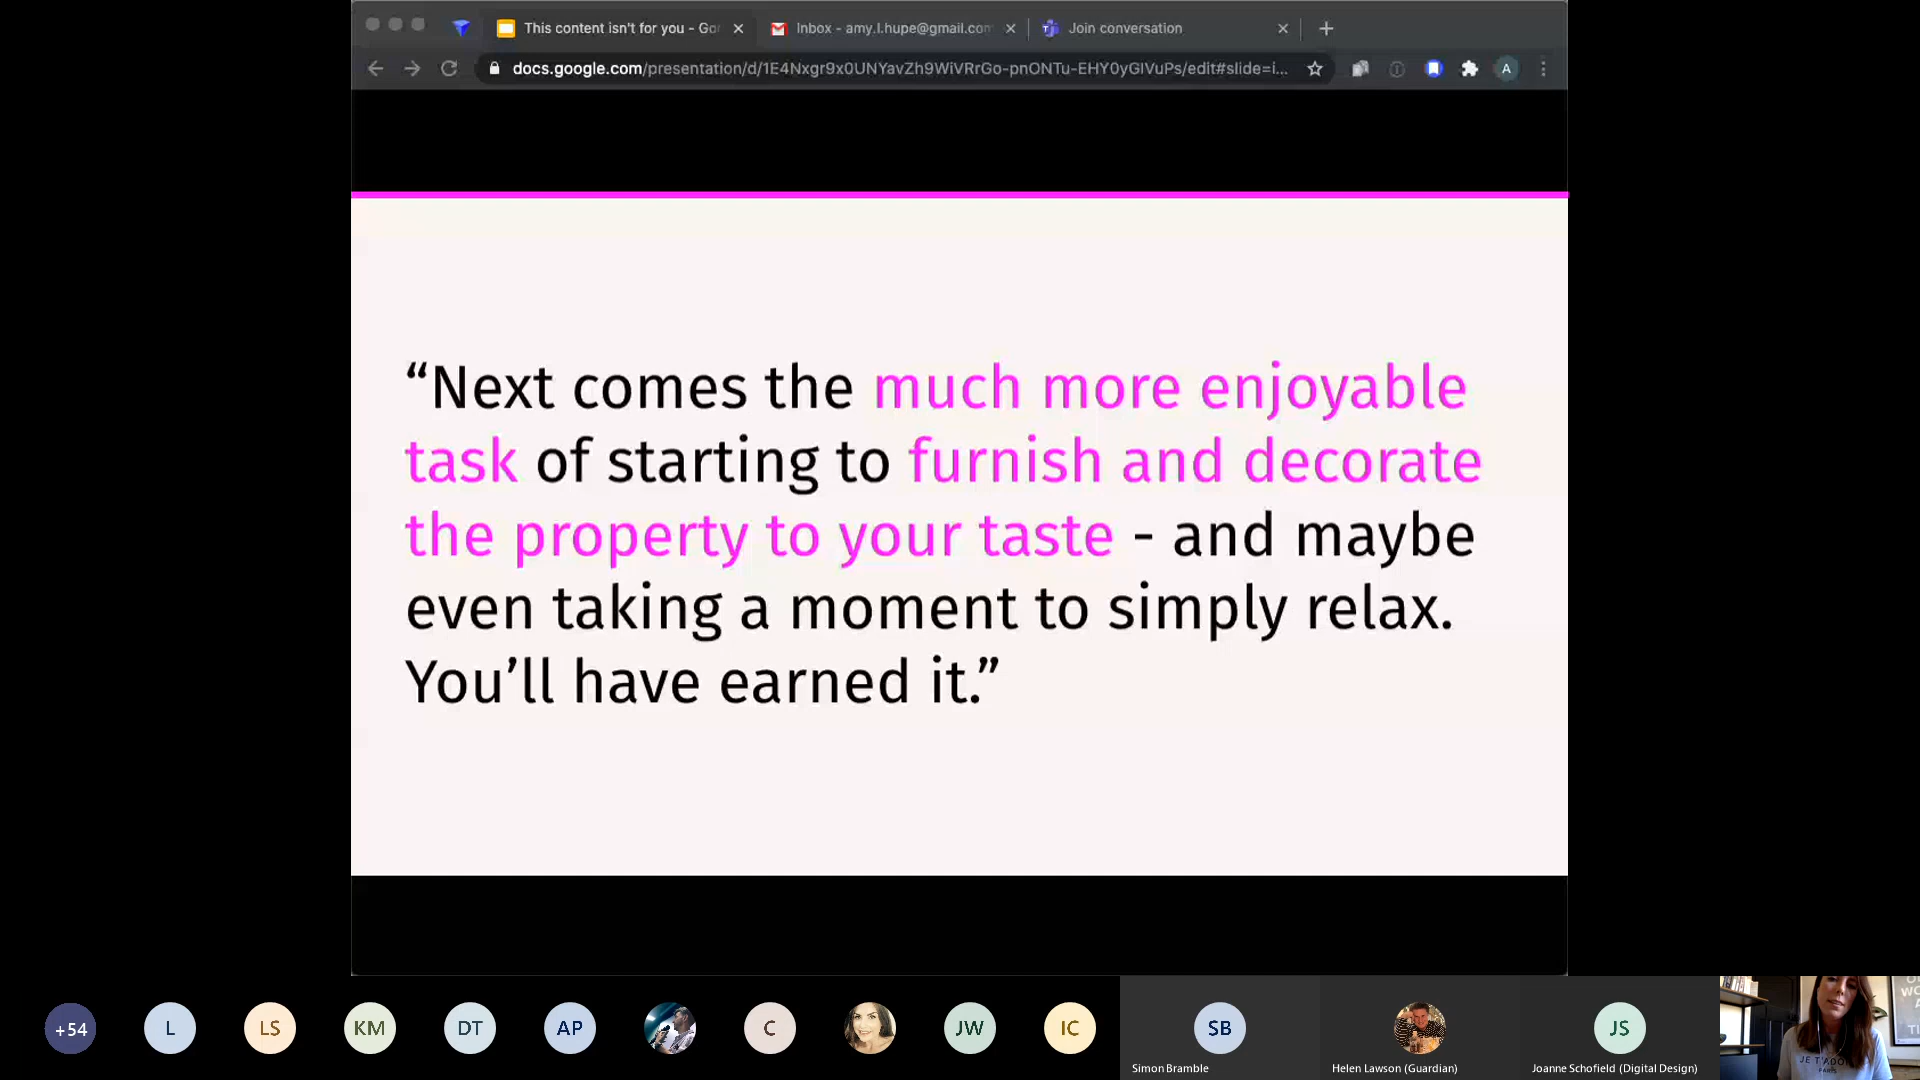 This content isn't for you - Go
Inbox - amy.l.hupe@gmail.com
Join conversation
docs.google.com/presentation/d/1E4Nxgr9x0UNYavZh9WiVRrGo-pnONTu-EHY0yGlVuPs/edit#slide=i...
A
“Next comes the much more enjoyable
task of starting to furnish and decorate
the property to your taste - and maybe
even taking a moment to simply relax.
You’ll have earned it.”
+54
L
LS
KM
DT
AP
C
JW
IC
SB
JS
Simon Bramble
Helen Lawson (Guardian)
Joanne Schofield (Digital Design)